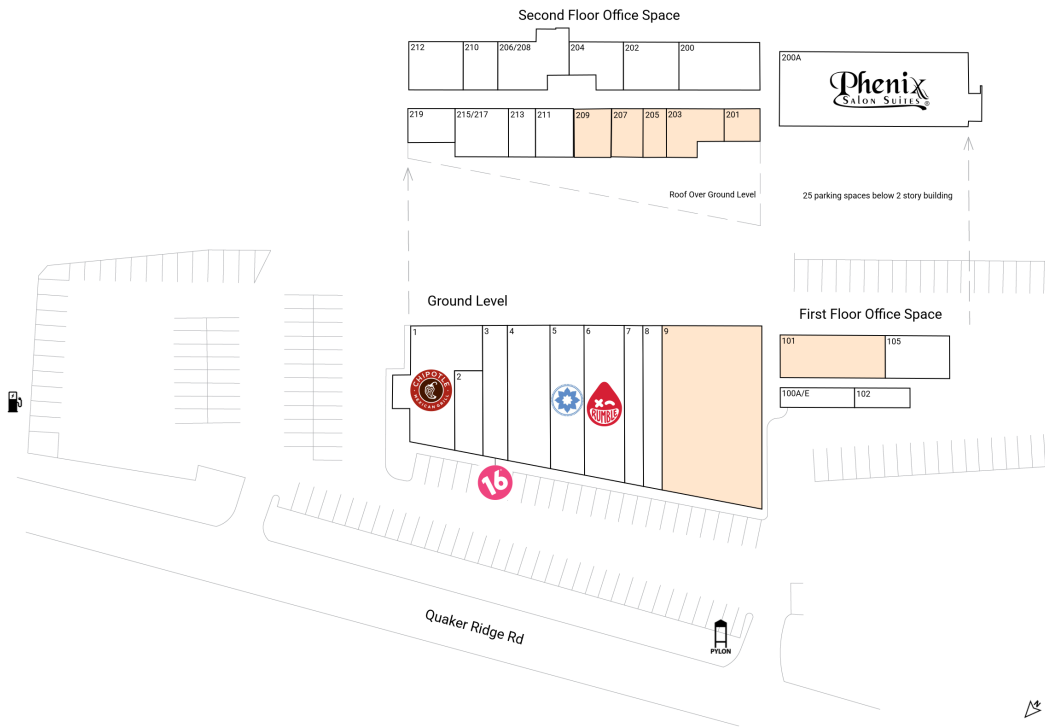 Second Floor Office Space
212
210
206/208
204
202
200
200A
Phenix
SALON SUITES®
219
215/217
213
211
209
207
205
203
201
Roof Over Ground Level
25 parking spaces below 2 story building
Ground Level
First Floor Office Space
1
2
3
4
5
6
7
8
9
101
105
100A/E
102
CHIPOTLE
MEXICAN GRILL
RUMBLE
16
Quaker Ridge Rd
PYLON
N